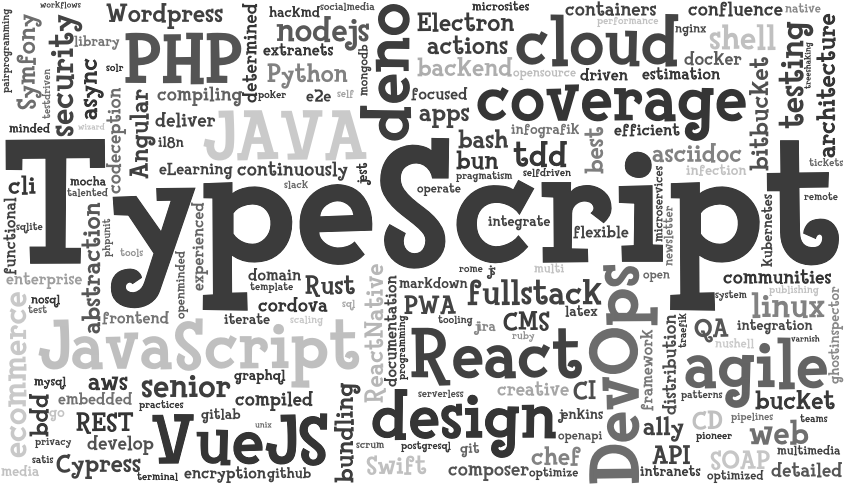 workflows
Wordpress
hackmd
socialmedia
deno
microsites
containers
confluence
native
pairprogramming
Symfony
security
library
PHP
determined
nodejs
mongodb
Electron
cloud
performance
nginx
shell
testing
treeshaking
architecture
extranets
actions
testdriven
async
solr
Python
backend
opensource
driven
estimation
docker
bitbucket
codeception
Angular
compiling
poker
e2e
self
focused
coverage
minded
wizard
deliver
JAVA
apps
infografik
efficient
il8n
bash
tdd
best
asciidoc
tickets
eLearning
continuously
jest
bun
pragmatism
selfdriven
infection
cli
mocha
talented
TypeScript
slack
operate
microservices
remote
functional
sqlite
abstraction
phpunit
experienced
integrate
flexible
newsletter
kubernetes
tools
openminded
enterprise
domain
template
Rust
ReactNative
rome
js
multi
DevOps
open
communities
nosql
test
cordova
sql
documentation
markdown
fullstack
system
publishing
linux
ghostinspector
frontend
iterate
scaling
PWA
latex
programming
tooling
jira
CMS
ruby
distribution
traefik
QA
integration
ecommerce
JavaScript
React
framework
nushell
varnish
agile
mysql
aws
senior
graphql
bdd
go
embedded
practices
compiled
bundling
serverless
creative
CI
patterns
bucket
REST
gitlab
unix
VueJS
design
jenkins
CD
pipelines
teams
privacy
develop
scrum
postgresql
git
openapi
ally
pioneer
web
satis
Cypress
chef
API
SOAP
multimedia
media
terminal
encryption
github
Swift
composer
optimize
intranets
optimized
detailed